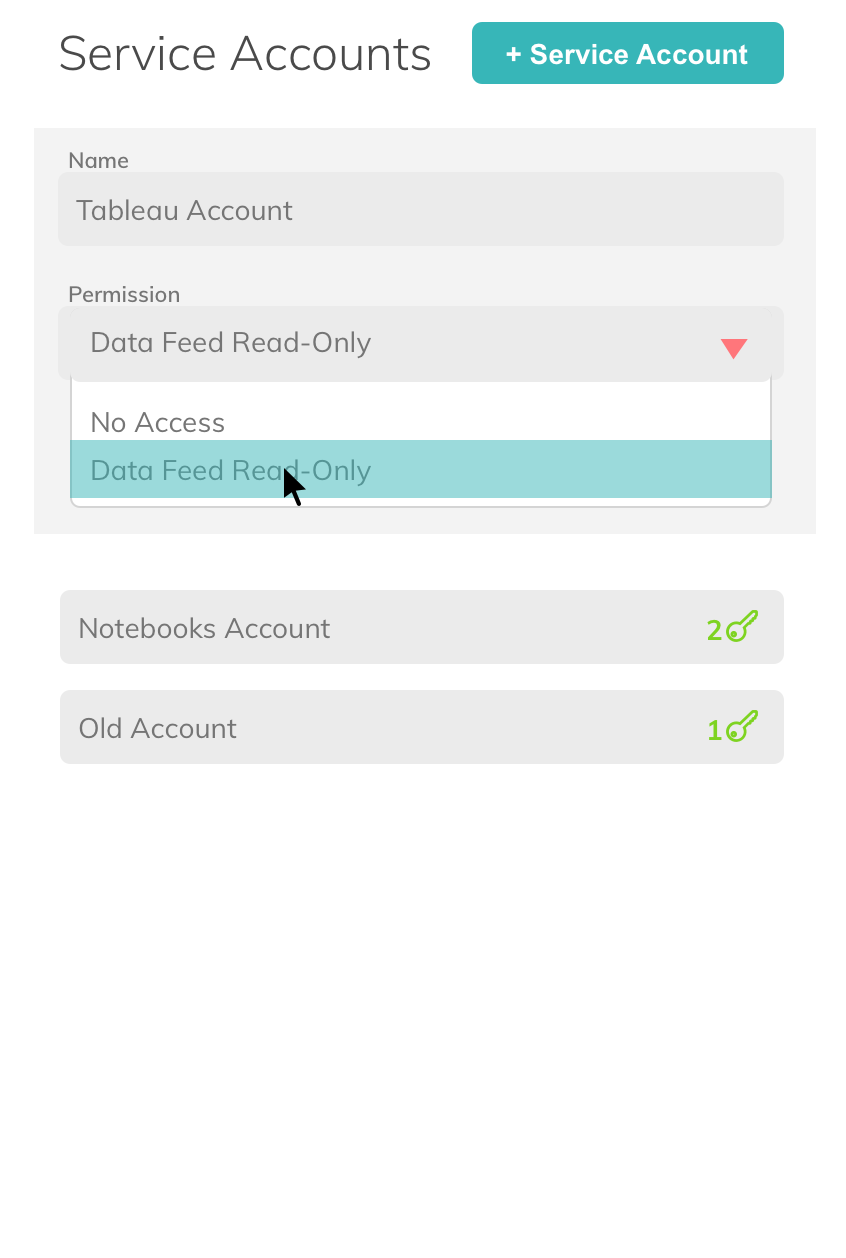 Service Accounts
+ Service Account
Name
Tableau Account
Permission
Data Feed Read-Only
No Access
Data Feed Read-Only
Notebooks Account
2
Old Account
1